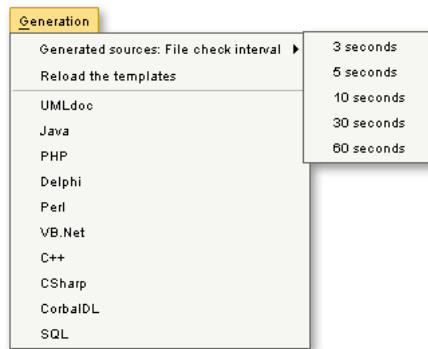 Generation
Generated sources: File check interval
3 seconds
5 seconds
10 seconds
30 seconds
60 seconds
Reload the templates
UMLdoc
Java
PHP
Delphi
Perl
VB.Net
C++
CSharp
CorbaIDL
SQL